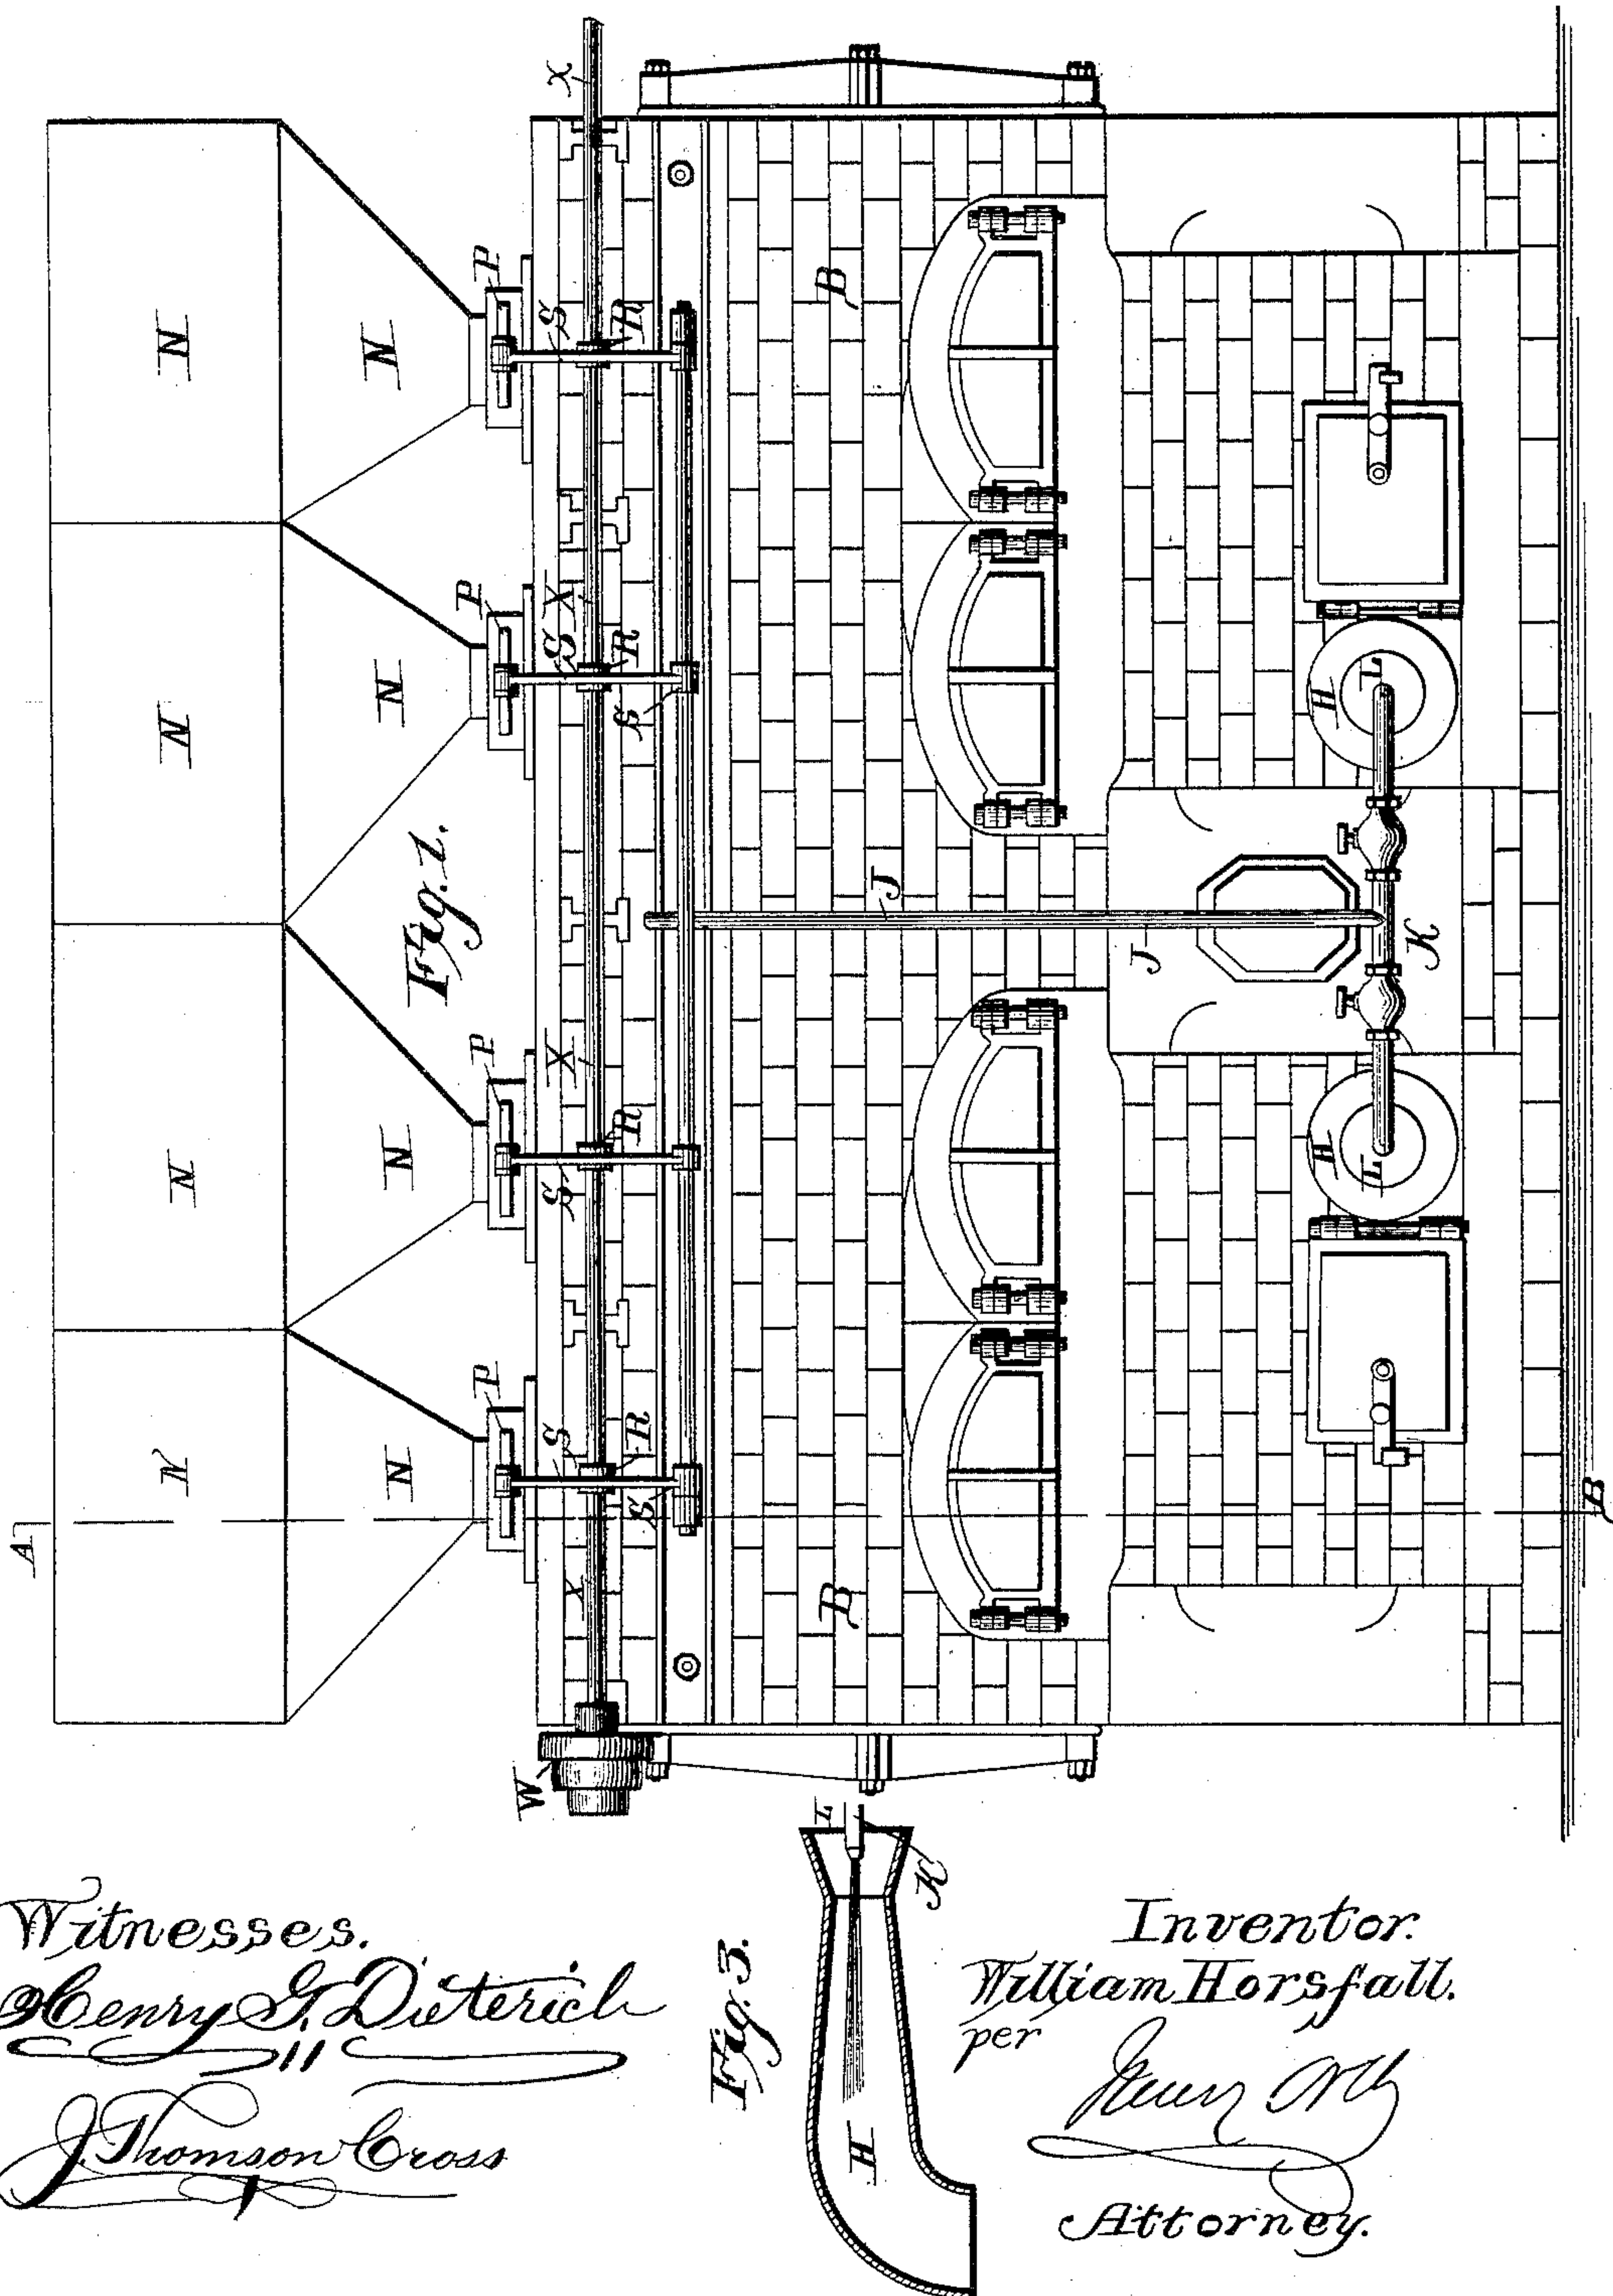 A
N
N
N
N
N
N
N
N
P
P
P
P
S
S
S
S
S
S
R
R
R
R
X
X
X
X
W
B
B
J
J
K
H
H
L
L
B
Fig. 1.
Fig. 3.
L
K
H
Witnesses.
Henry G. Dieterich
J. Thomson Cross
Inventor.
William Horsfall.
per
Attorney.